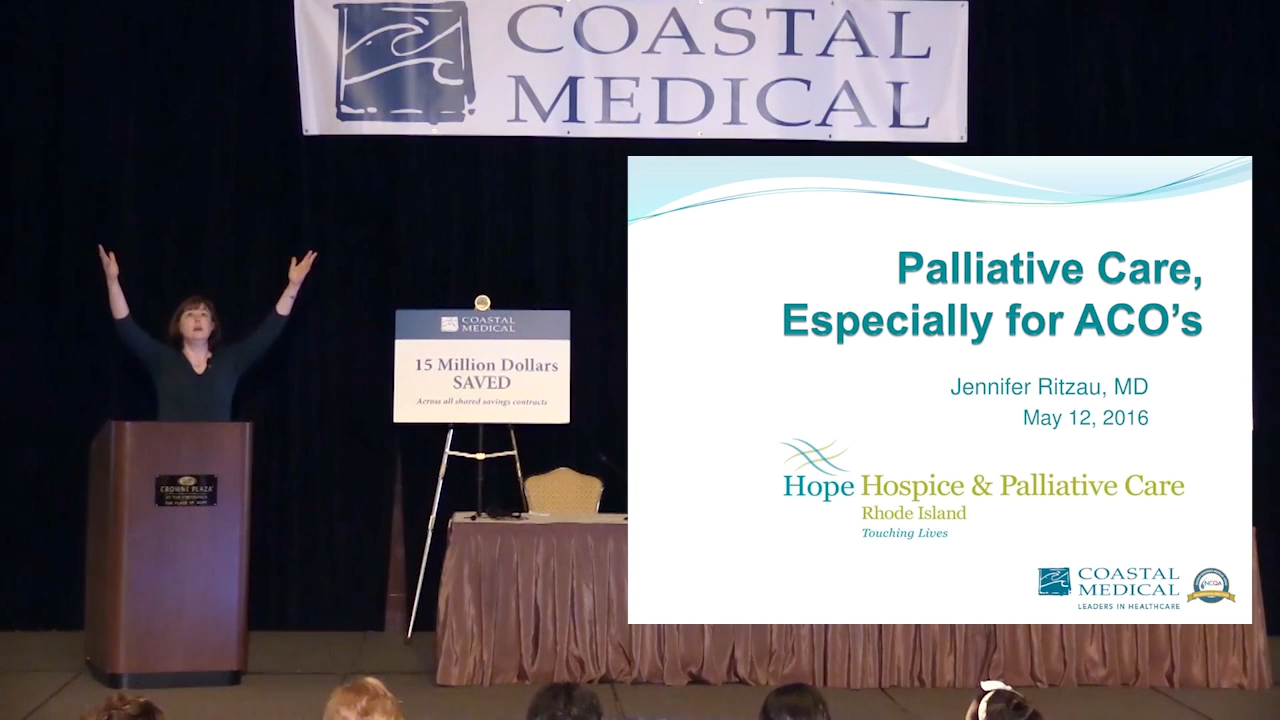 COASTAL
MEDICAL
COASTAL
MEDICAL
15 Million Dollars
SAVED
Across all shared savings contracts
CROWNE PLAZA
Palliative Care,
Especially for ACO’s
Jennifer Ritzau, MD
May 12, 2016
Hope Hospice & Palliative Care
Rhode Island
Touching Lives
COASTAL
MEDICAL
LEADERS IN HEALTHCARE
NCQA